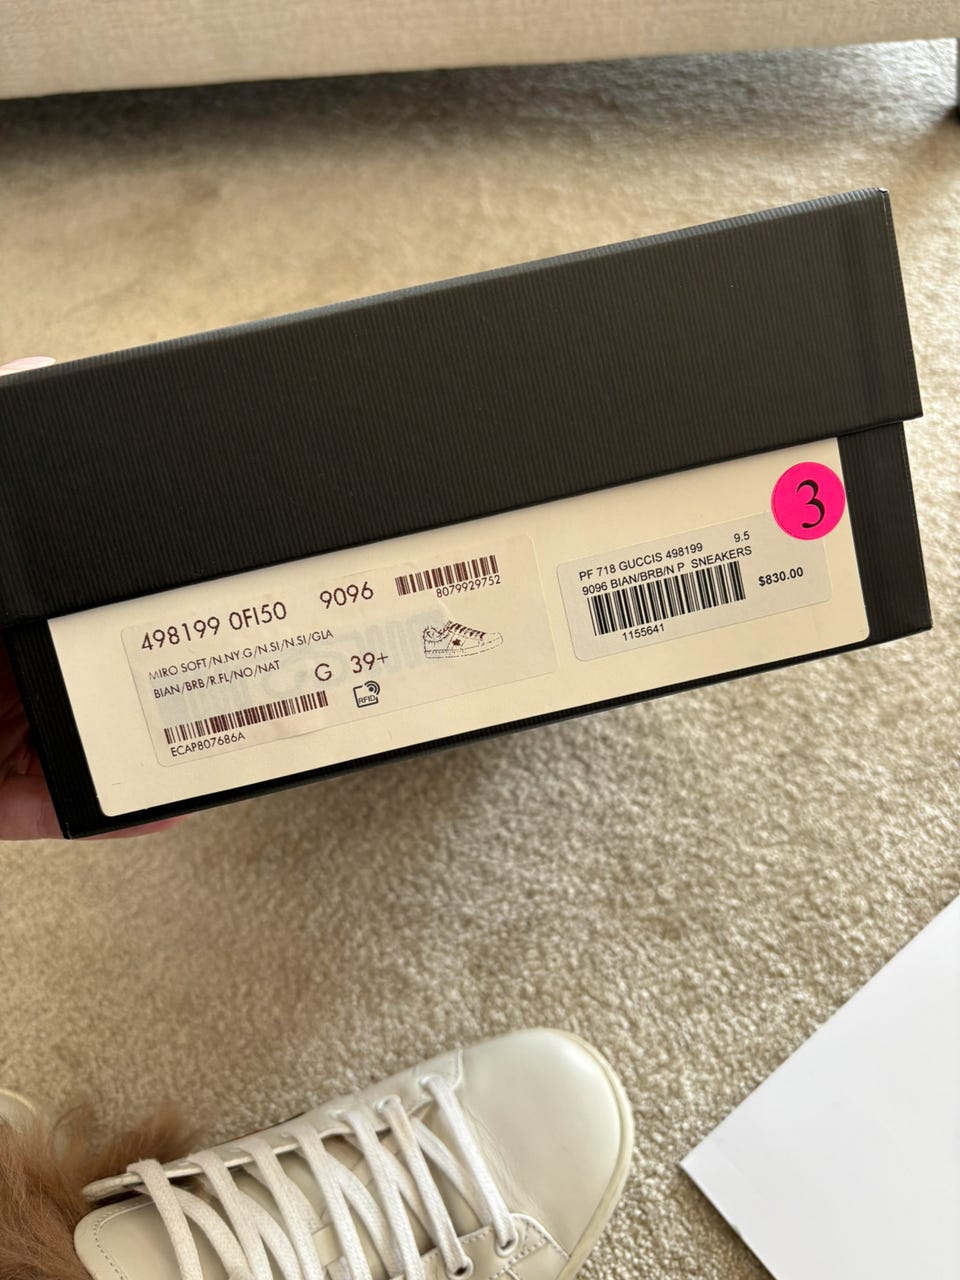 498199 0FI50 9096
8079929752
MIRO SOFT/N.NY.G/N.SI/N.SI/GLA
BIAN/BRB/R.FL/NO/NAT
G 39+
RFID
ECAP807686A
3
PF 718 GUCCIS 498199 9.5
9096 BIAN/BRB/N P SNEAKERS
$830.00
1155641